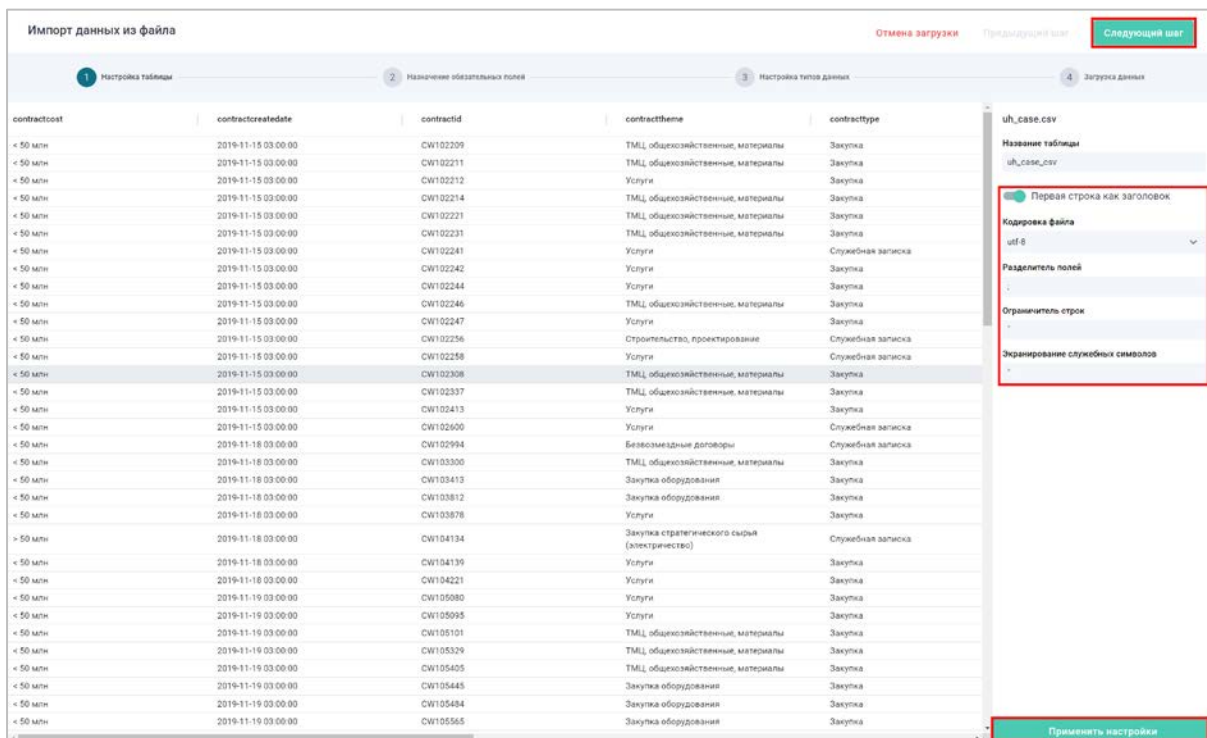 Импорт данных из файла
Отмена загрузки Предыдущий шаг Следующий шаг
1 Настройка таблицы 2 Назначение обязательных полей 3 Настройка типов данных 4 Загрузка данных
contractcost contractcreatedate contractid contracttheme contracttype
< 50 млн 2019-11-15 03:00:00 CW102209 ТМЦ, общехозяйственные, материалы Закупка
< 50 млн 2019-11-15 03:00:00 CW102211 ТМЦ, общехозяйственные, материалы Закупка
< 50 млн 2019-11-15 03:00:00 CW102212 Услуги Закупка
< 50 млн 2019-11-15 03:00:00 CW102214 ТМЦ, общехозяйственные, материалы Закупка
< 50 млн 2019-11-15 03:00:00 CW102221 ТМЦ, общехозяйственные, материалы Закупка
< 50 млн 2019-11-15 03:00:00 CW102231 ТМЦ, общехозяйственные, материалы Закупка
< 50 млн 2019-11-15 03:00:00 CW102241 Услуги Служебная записка
< 50 млн 2019-11-15 03:00:00 CW102242 Услуги Закупка
< 50 млн 2019-11-15 03:00:00 CW102244 Услуги Закупка
< 50 млн 2019-11-15 03:00:00 CW102246 ТМЦ, общехозяйственные, материалы Закупка
< 50 млн 2019-11-15 03:00:00 CW102247 Услуги Закупка
< 50 млн 2019-11-15 03:00:00 CW102256 Строительство, проектирование Служебная записка
< 50 млн 2019-11-15 03:00:00 CW102258 Услуги Служебная записка
< 50 млн 2019-11-15 03:00:00 CW102308 ТМЦ, общехозяйственные, материалы Закупка
< 50 млн 2019-11-15 03:00:00 CW102337 ТМЦ, общехозяйственные, материалы Закупка
< 50 млн 2019-11-15 03:00:00 CW102413 Услуги Закупка
< 50 млн 2019-11-15 03:00:00 CW102600 Услуги Служебная записка
< 50 млн 2019-11-18 03:00:00 CW102994 Безвозмездные договоры Служебная записка
< 50 млн 2019-11-18 03:00:00 CW103300 ТМЦ, общехозяйственные, материалы Закупка
< 50 млн 2019-11-18 03:00:00 CW103413 Закупка оборудования Закупка
< 50 млн 2019-11-18 03:00:00 CW103812 Закупка оборудования Закупка
< 50 млн 2019-11-18 03:00:00 CW103878 Услуги Закупка
> 50 млн 2019-11-18 03:00:00 CW104134 Закупка стратегического сырья
(электричество) Служебная записка
< 50 млн 2019-11-18 03:00:00 CW104139 Услуги Закупка
< 50 млн 2019-11-18 03:00:00 CW104221 Услуги Закупка
< 50 млн 2019-11-19 03:00:00 CW105080 Услуги Закупка
< 50 млн 2019-11-19 03:00:00 CW105095 Услуги Закупка
< 50 млн 2019-11-19 03:00:00 CW105101 ТМЦ, общехозяйственные, материалы Закупка
< 50 млн 2019-11-19 03:00:00 CW105329 ТМЦ, общехозяйственные, материалы Закупка
< 50 млн 2019-11-19 03:00:00 CW105405 ТМЦ, общехозяйственные, материалы Закупка
< 50 млн 2019-11-19 03:00:00 CW105445 Закупка оборудования Закупка
< 50 млн 2019-11-19 03:00:00 CW105484 Закупка оборудования Закупка
< 50 млн 2019-11-19 03:00:00 CW105565 Закупка оборудования Закупка
uh_case.csv
Название таблицы
uh_case_csv
Первая строка как заголовок
Кодировка файла
utf-8
Разделитель полей
;
Ограничитель строк
"
Экранирование служебных символов
"
Применить настройки